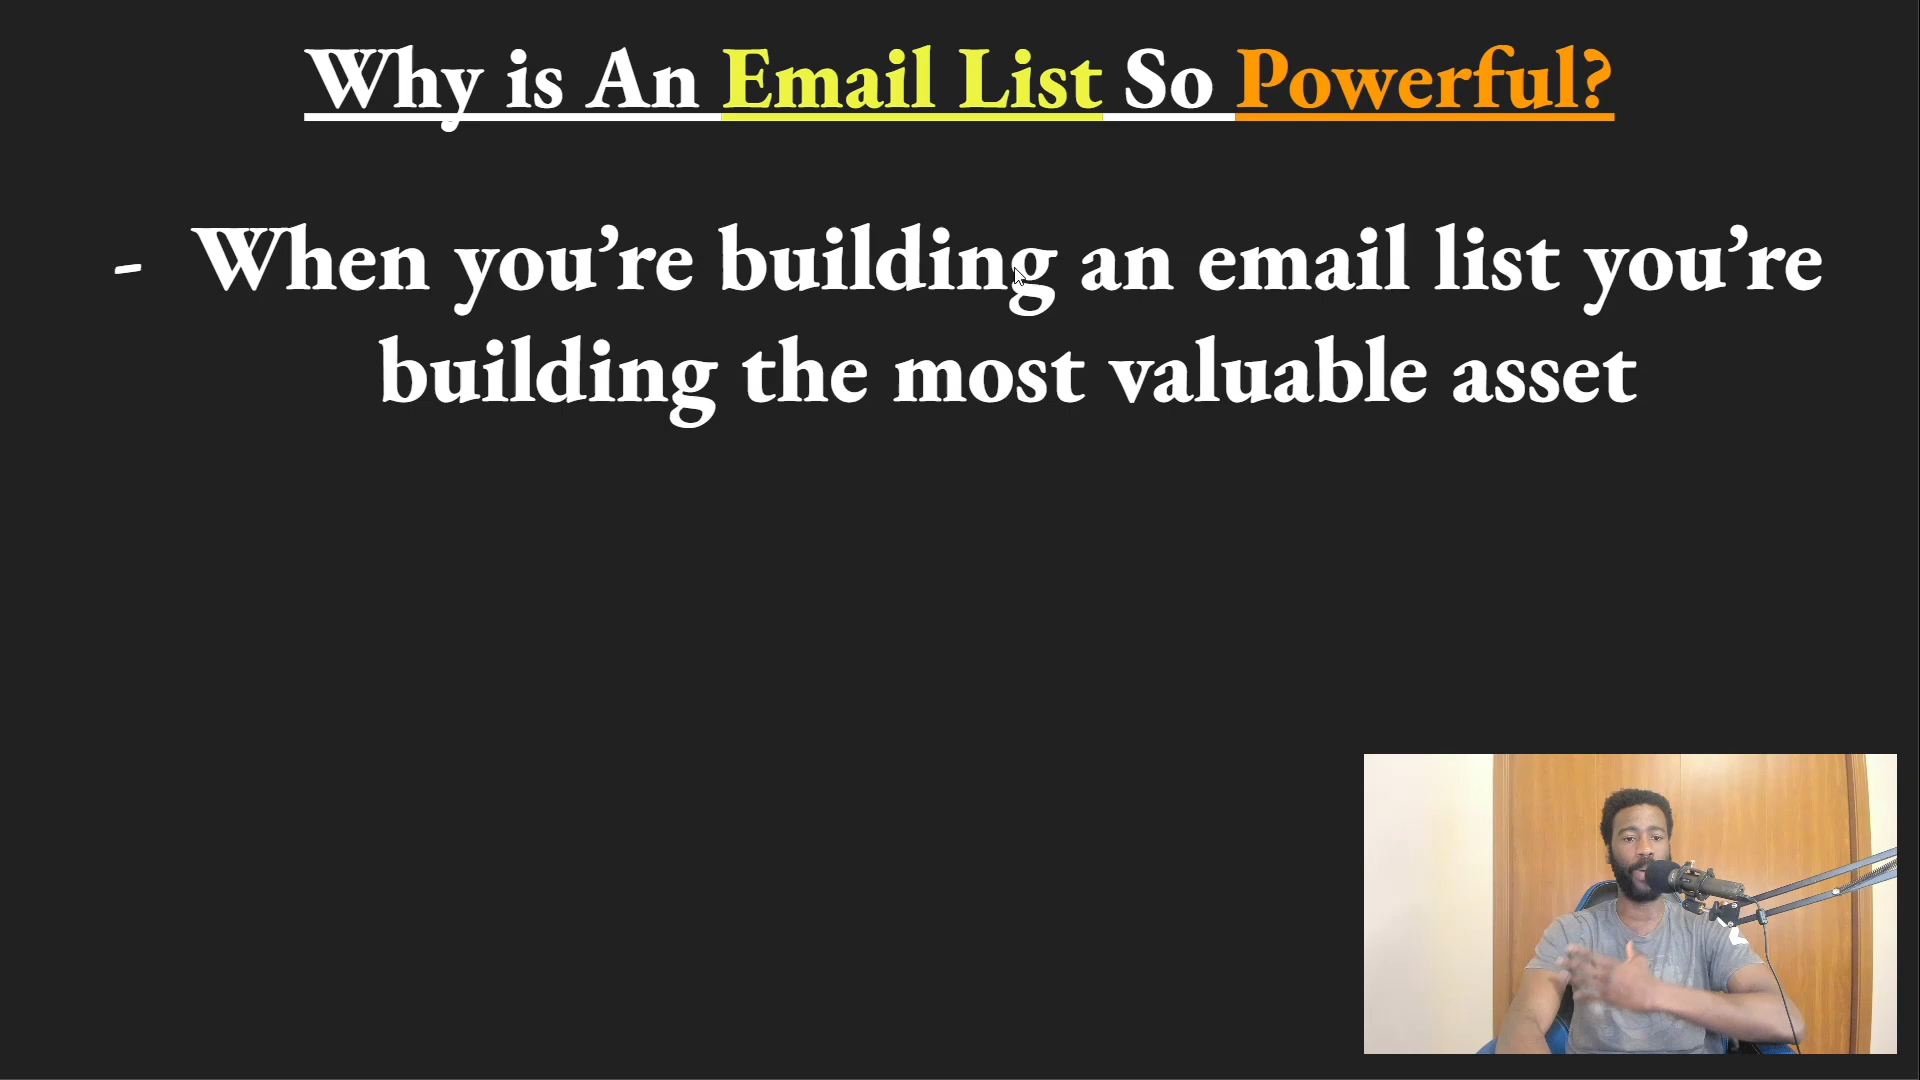 Why is An Email List So Powerful?
- When you’re building an email list you’re
building the most valuable asset